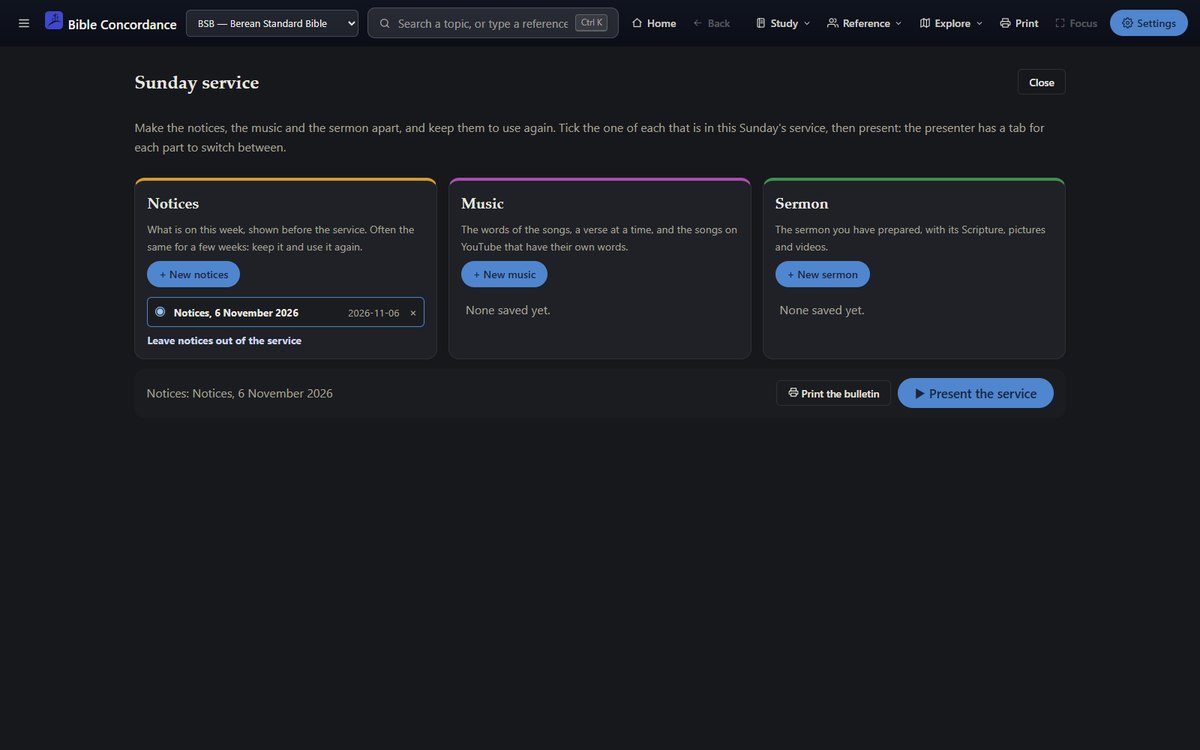 Bible Concordance
BSB — Berean Standard Bible
Search a topic, or type a reference
Ctrl K
Home
← Back
Study
Reference
Explore
Print
Focus
Settings
Sunday service
Close
Make the notices, the music and the sermon apart, and keep them to use again. Tick the one of each that is in this Sunday's service, then present: the presenter has a tab for
each part to switch between.
Notices
What is on this week, shown before the service. Often the
same for a few weeks: keep it and use it again.
+ New notices
Notices, 6 November 2026 2026-11-06 ×
Leave notices out of the service
Music
The words of the songs, a verse at a time, and the songs on
YouTube that have their own words.
+ New music
None saved yet.
Sermon
The sermon you have prepared, with its Scripture, pictures
and videos.
+ New sermon
None saved yet.
Notices: Notices, 6 November 2026
Print the bulletin
▶ Present the service